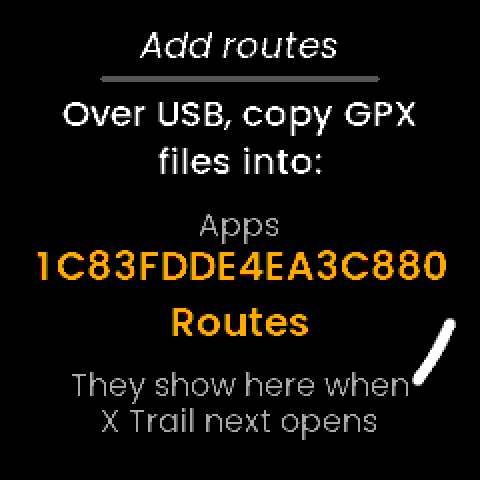 Add routes
Over USB, copy GPX
files into:
Apps
1C83FDDE4EA3C880
Routes
They show here when
X Trail next opens